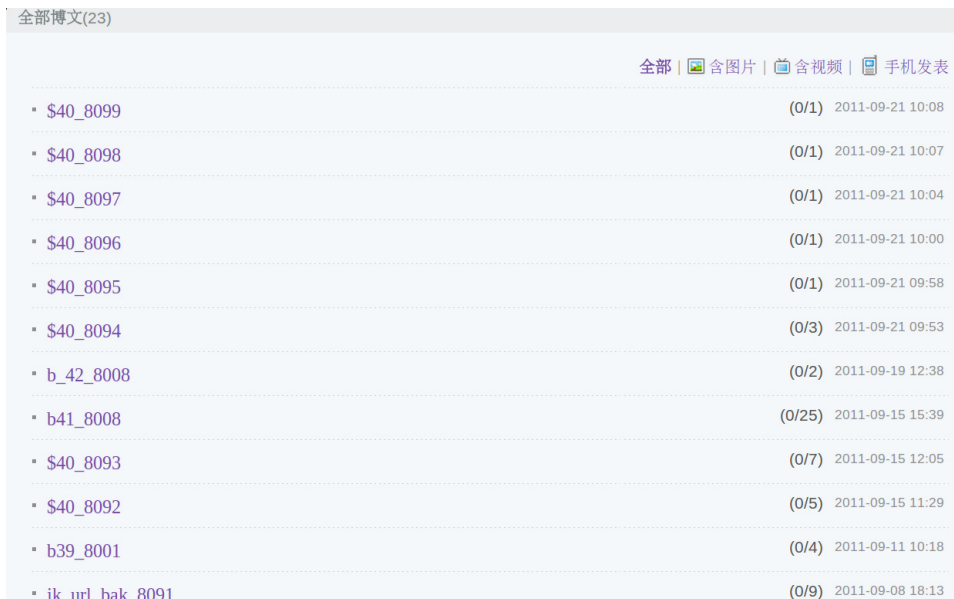 全部博文(23)
全部 | 含图片 | 含视频 | 手机发表
$40_8099 (0/1) 2011-09-21 10:08
$40_8098 (0/1) 2011-09-21 10:07
$40_8097 (0/1) 2011-09-21 10:04
$40_8096 (0/1) 2011-09-21 10:00
$40_8095 (0/1) 2011-09-21 09:58
$40_8094 (0/3) 2011-09-21 09:53
b_42_8008 (0/2) 2011-09-19 12:38
b41_8008 (0/25) 2011-09-15 15:39
$40_8093 (0/7) 2011-09-15 12:05
$40_8092 (0/5) 2011-09-15 11:29
b39_8001 (0/4) 2011-09-11 10:18
jk_url_bak_8091 (0/9) 2011-09-08 18:13